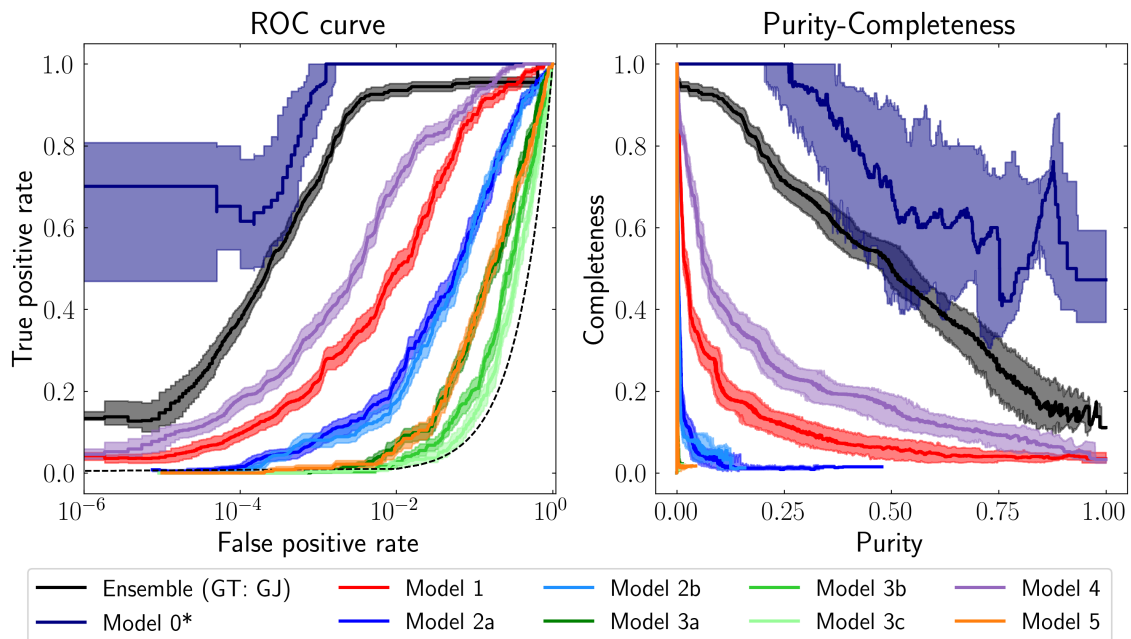 ROC curve
Purity-Completeness
True positive rate
1.0
0.8
0.6
0.4
0.2
0.0
10⁻⁶
10⁻⁴
10⁻²
10⁰
False positive rate
Completeness
1.0
0.8
0.6
0.4
0.2
0.0
0.00
0.25
0.50
0.75
1.00
Purity
Ensemble (GT: GJ)
Model 0*
Model 1
Model 2a
Model 2b
Model 3a
Model 3b
Model 3c
Model 4
Model 5